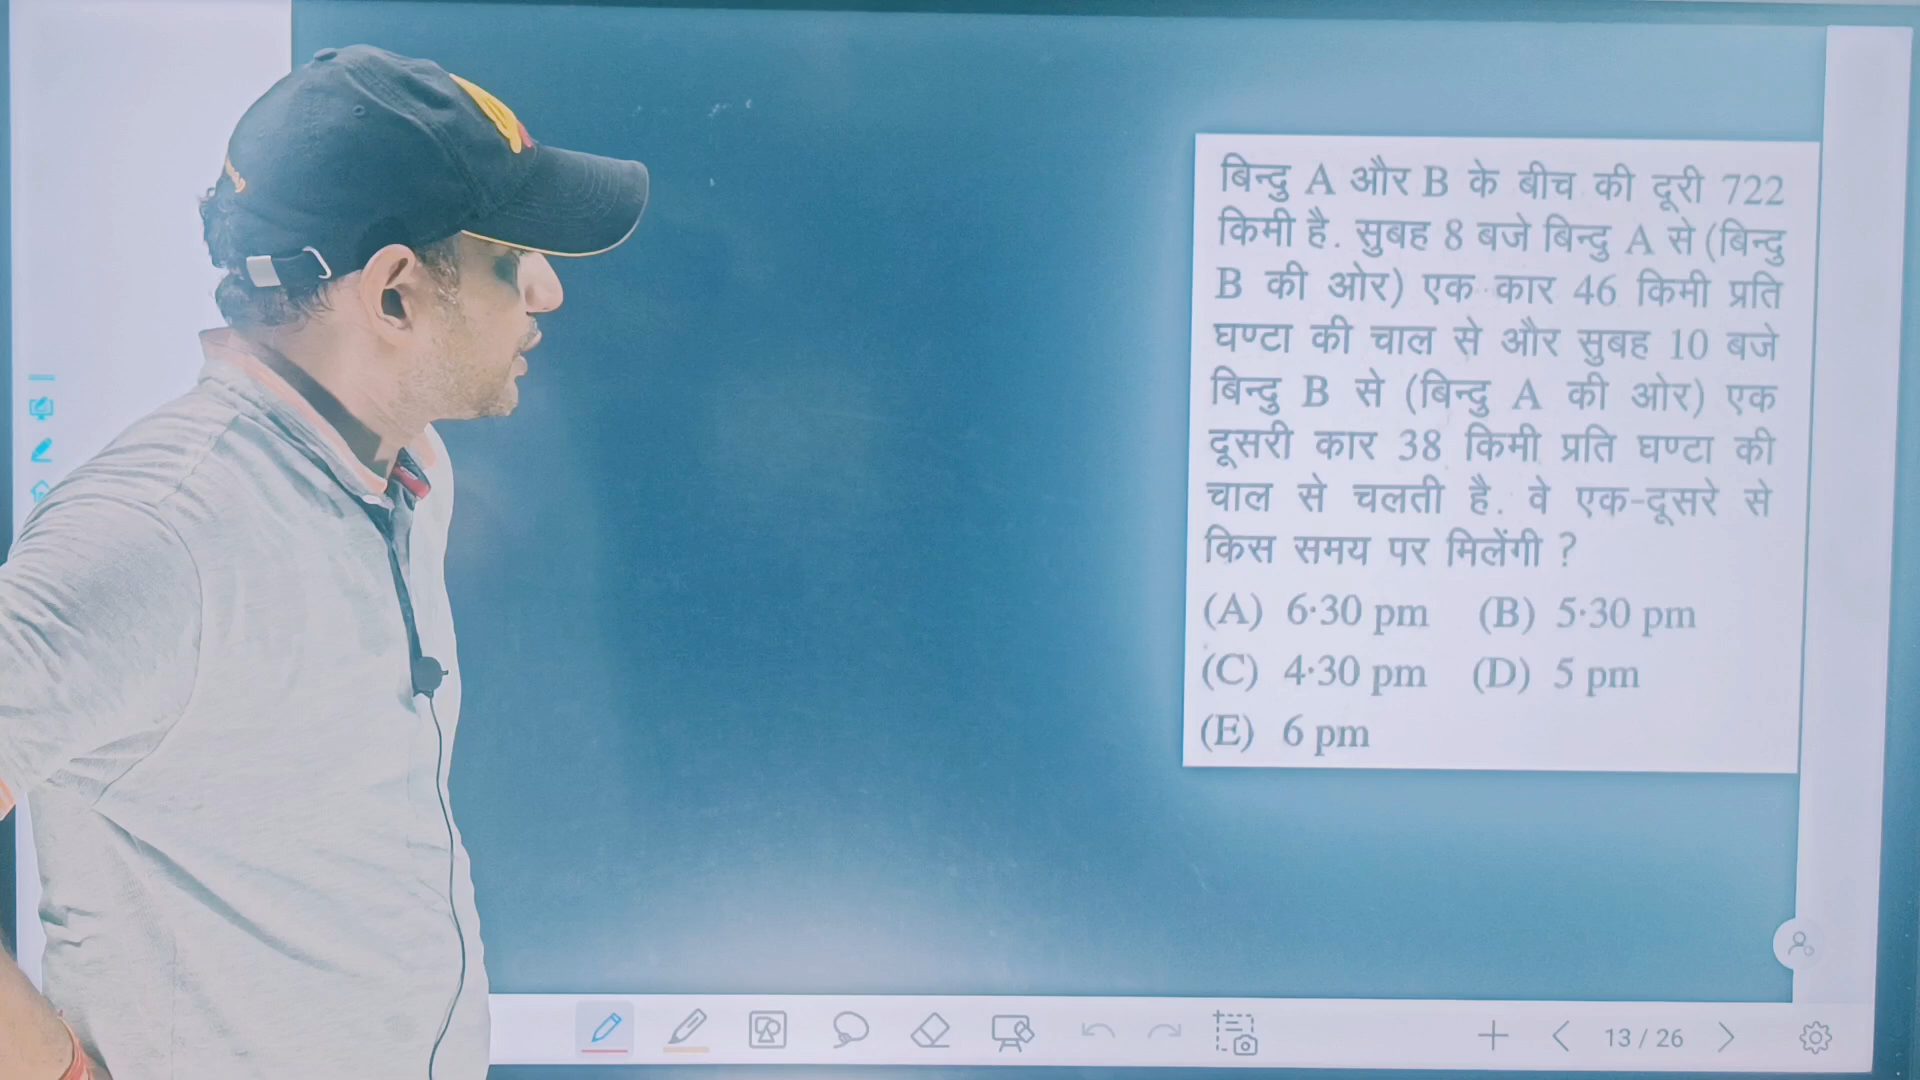 बिन्दु A और B के बीच की दूरी 722
किमी है. सुबह 8 बजे बिन्दु A से (बिन्दु
B की ओर) एक कार 46 किमी प्रति
घण्टा की चाल से और सुबह 10 बजे
बिन्दु B से (बिन्दु A की ओर) एक
दूसरी कार 38 किमी प्रति घण्टा की
चाल से चलती है. वे एक-दूसरे से
किस समय पर मिलेंगी ?
(A) 6·30 pm (B) 5·30 pm
(C) 4·30 pm (D) 5 pm
(E) 6 pm
13 / 26